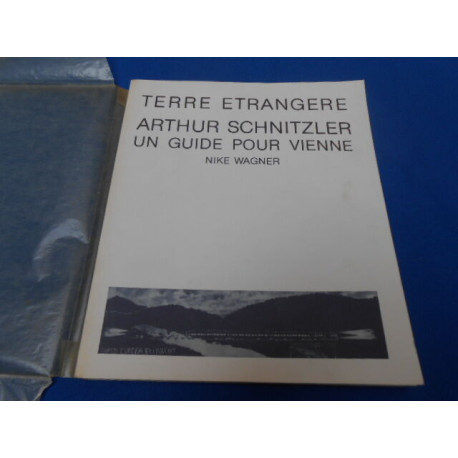 TERRE ETRANGERE
ARTHUR SCHNITZLER
UN GUIDE POUR VIENNE
NIKE WAGNER